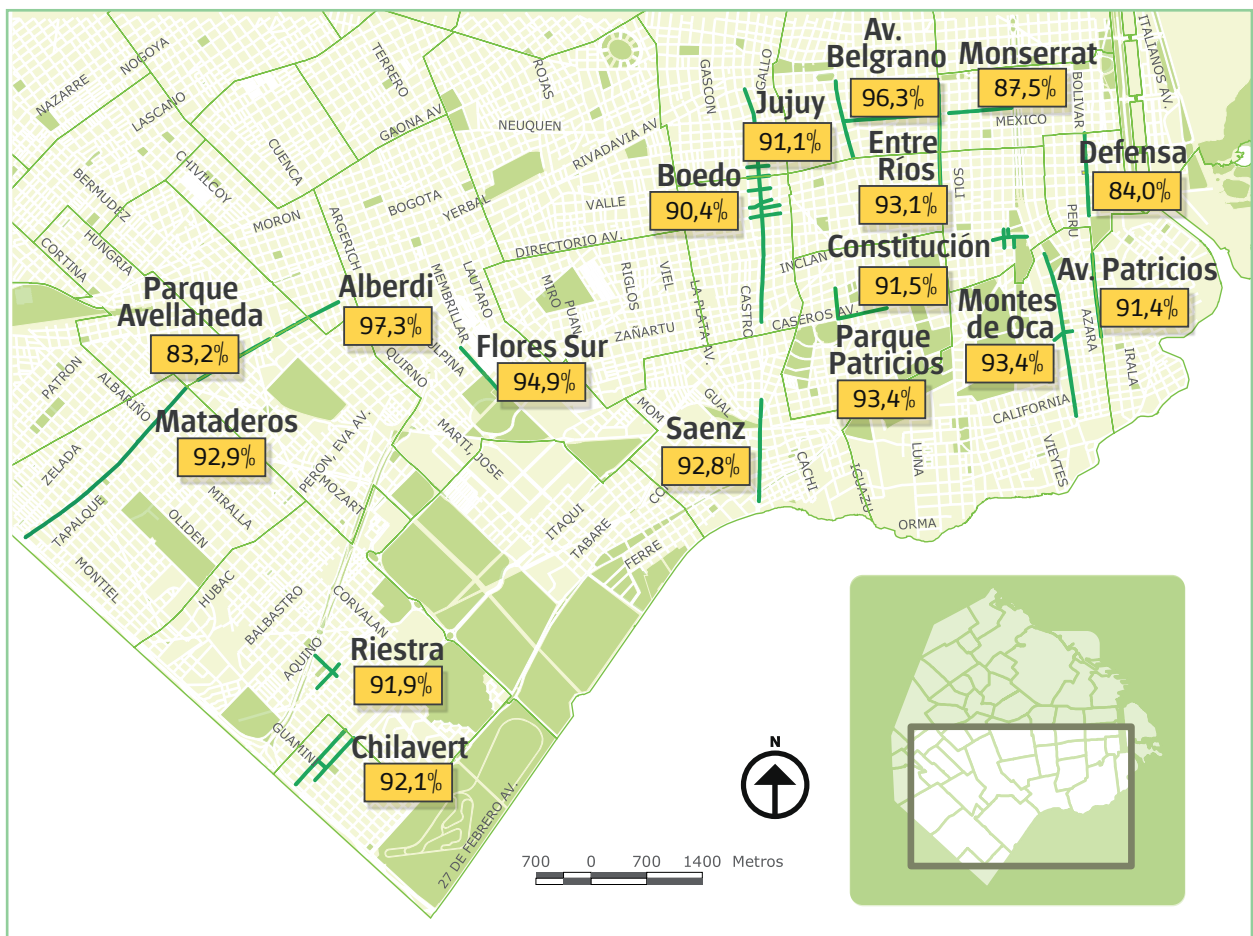 NOGOYA
NAZARRE
LASCANO
TERRERO
GAONA AV
ROJAS
NEUQUEN
RIVADAVIA AV
GASCON
GALLO
Av.
Belgrano
96,3%
Monserrat
87,5%
MEXICO
BOLIVAR
ITALIANOS AV.
Jujuy
91,1%
Entre
Ríos
93,1%
SOLI
Defensa
84,0%
PERU
Boedo
90,4%
CUENCA
CHIVILCOY
BERMUDEZ
MORON
ARGERICH
BOGOTA
YERBAL
VALLE
DIRECTORIO AV.
HUNGRIA
CORTINA
Constitución
91,5%
INCLAN
CASEROS AV.
Av. Patricios
91,4%
AZARA
IRALA
Parque
Avellaneda
83,2%
Alberdi
97,3%
MEMBRILLAR
LAUTARO
MIRO
PUAN
RIGLOS
VIEL
LA PLATA AV.
CASTRO
ZAÑARTU
Montes
de Oca
93,4%
Parque
Patricios
93,4%
CALIFORNIA
Flores Sur
94,9%
QUIRNO
ULPINA
PATRON
ALBARIÑO
Mataderos
92,9%
PERON, EVA AV.
MARTI, JOSE
MOM
GUAL
Saenz
92,8%
CACHI
IGUAZU
LUNA
VIEYTES
ORMA
ZELADA
TAPALQUE
MIRALLA
MOZART
OLIDEN
MONTIEL
HUBAC
ITAQUI
TABARE
CO
FERRE
BALBASTRO
CORVALAN
AQUINO
Riestra
91,9%
GUAMINI
Chilavert
92,1%
27 DE FEBRERO AV.
N
700 0 700 1400 Metros